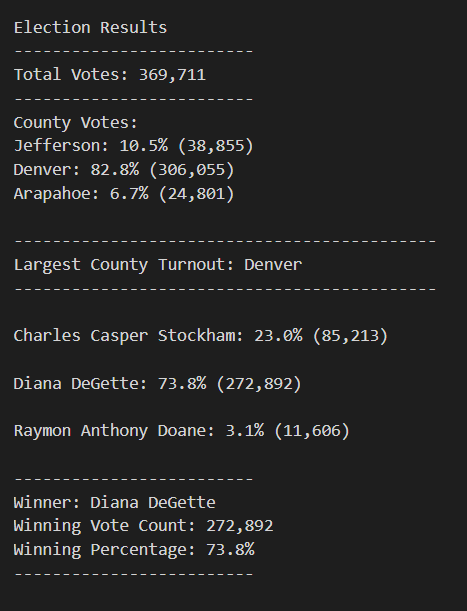 Election Results
-------------------------
Total Votes: 369,711
-------------------------
County Votes:
Jefferson: 10.5% (38,855)
Denver: 82.8% (306,055)
Arapahoe: 6.7% (24,801)
--------------------------------------------
Largest County Turnout: Denver
--------------------------------------------
Charles Casper Stockham: 23.0% (85,213)
Diana DeGette: 73.8% (272,892)
Raymon Anthony Doane: 3.1% (11,606)
-------------------------
Winner: Diana DeGette
Winning Vote Count: 272,892
Winning Percentage: 73.8%
-------------------------